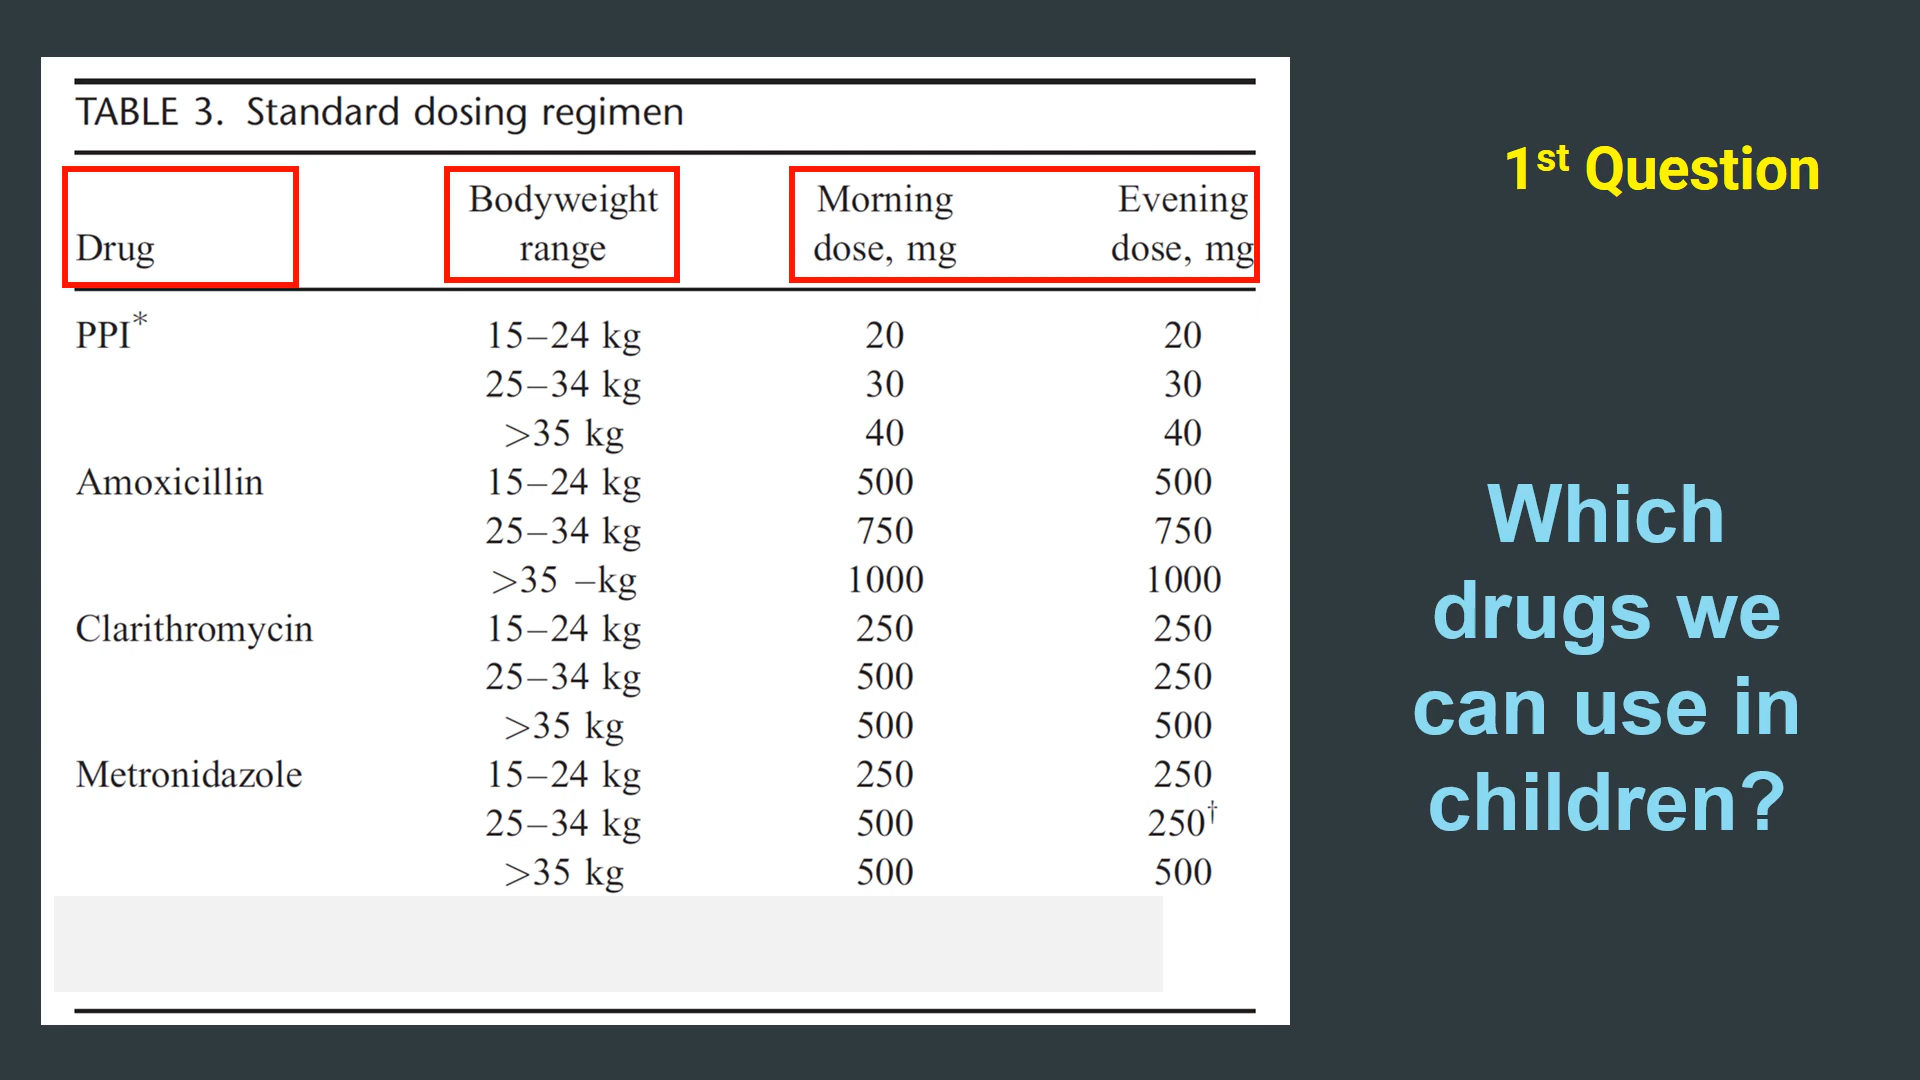 TABLE 3. Standard dosing regimen
Drug Bodyweight range Morning dose, mg Evening dose, mg
PPI* 15–24 kg 20 20
25–34 kg 30 30
>35 kg 40 40
Amoxicillin 15–24 kg 500 500
25–34 kg 750 750
>35 –kg 1000 1000
Clarithromycin 15–24 kg 250 250
25–34 kg 500 250
>35 kg 500 500
Metronidazole 15–24 kg 250 250
25–34 kg 500 250†
>35 kg 500 500
1st Question
Which
drugs we
can use in
children?